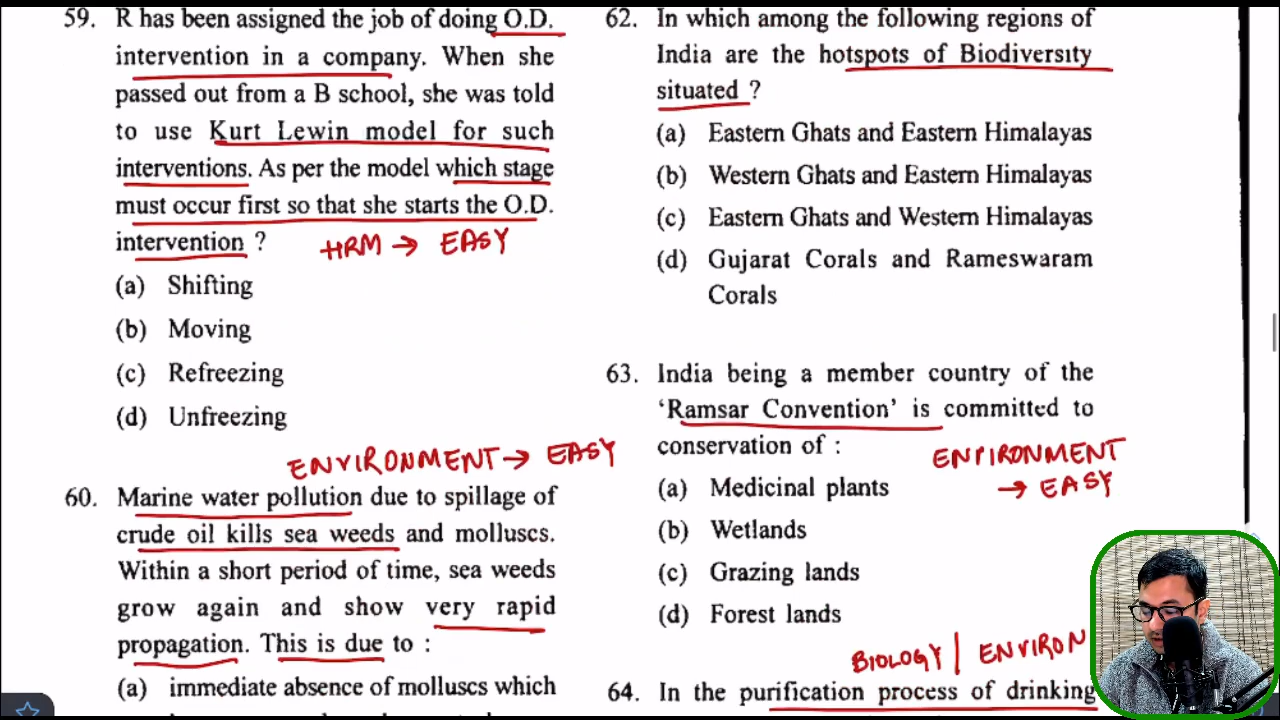 59. R has been assigned the job of doing O.D.
intervention in a company. When she
passed out from a B school, she was told
to use Kurt Lewin model for such
interventions. As per the model which stage
must occur first so that she starts the O.D.
intervention ?
HRM → EASY
(a) Shifting
(b) Moving
(c) Refreezing
(d) Unfreezing
ENVIRONMENT → EASY
60. Marine water pollution due to spillage of
crude oil kills sea weeds and molluscs.
Within a short period of time, sea weeds
grow again and show very rapid
propagation. This is due to :
(a) immediate absence of molluscs which
62. In which among the following regions of
India are the hotspots of Biodiversity
situated ?
(a) Eastern Ghats and Eastern Himalayas
(b) Western Ghats and Eastern Himalayas
(c) Eastern Ghats and Western Himalayas
(d) Gujarat Corals and Rameswaram
Corals
63. India being a member country of the
‘Ramsar Convention’ is committed to
conservation of :
ENVIRONMENT
→ EASY
(a) Medicinal plants
(b) Wetlands
(c) Grazing lands
(d) Forest lands
BIOLOGY | ENVIRON
64. In the purification process of drinking